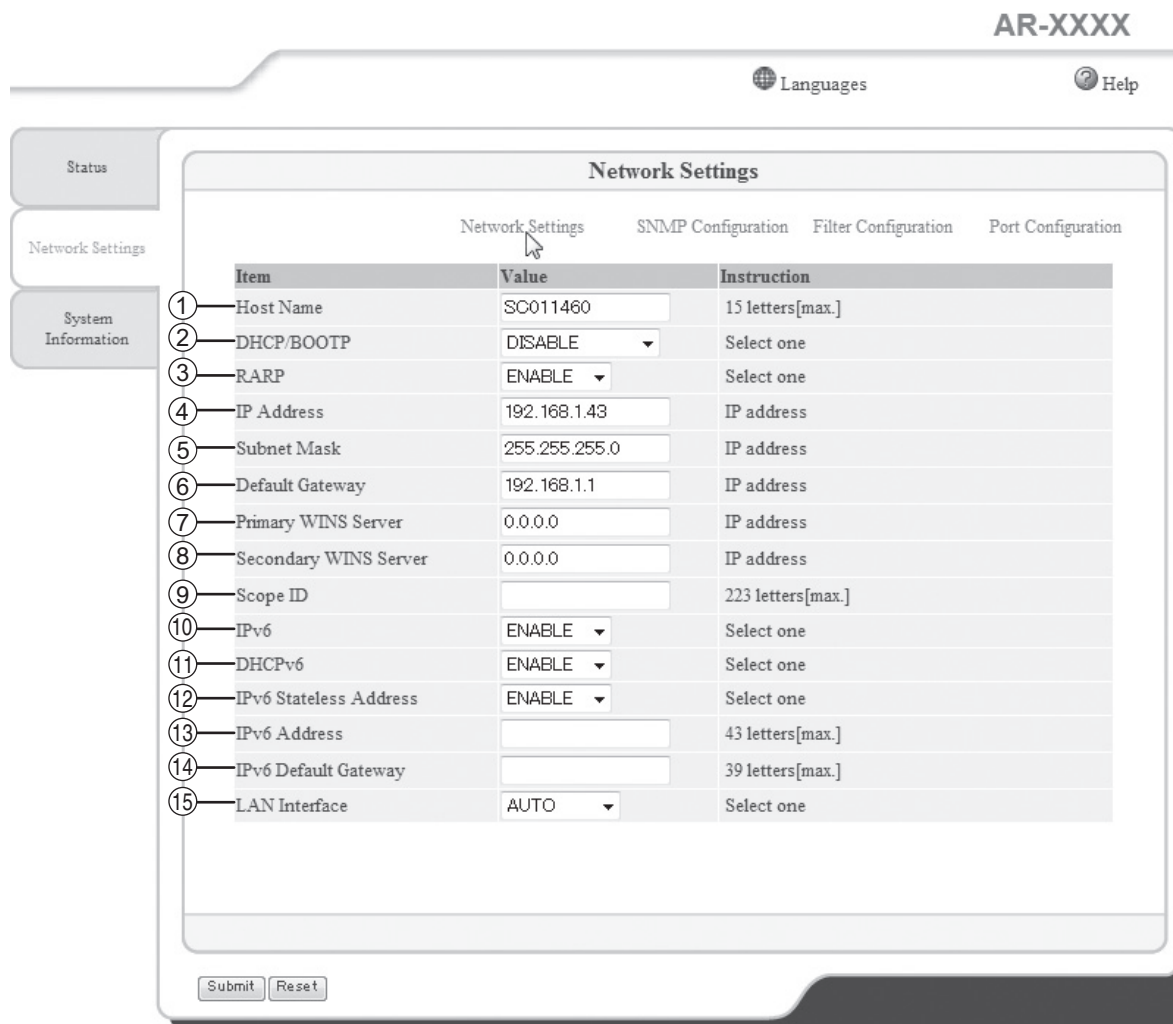 AR-XXXX
Languages Help
Status
Network Settings
System
Information
Network Settings
Network Settings SNMP Configuration Filter Configuration Port Configuration
Item Value Instruction
① Host Name SC011460 15 letters[max.]
② DHCP/BOOTP DISABLE Select one
③ RARP ENABLE Select one
④ IP Address 192.168.1.43 IP address
⑤ Subnet Mask 255.255.255.0 IP address
⑥ Default Gateway 192.168.1.1 IP address
⑦ Primary WINS Server 0.0.0.0 IP address
⑧ Secondary WINS Server 0.0.0.0 IP address
⑨ Scope ID 223 letters[max.]
⑩ IPv6 ENABLE Select one
⑪ DHCPv6 ENABLE Select one
⑫ IPv6 Stateless Address ENABLE Select one
⑬ IPv6 Address 43 letters[max.]
⑭ IPv6 Default Gateway 39 letters[max.]
⑮ LAN Interface AUTO Select one
Submit Reset